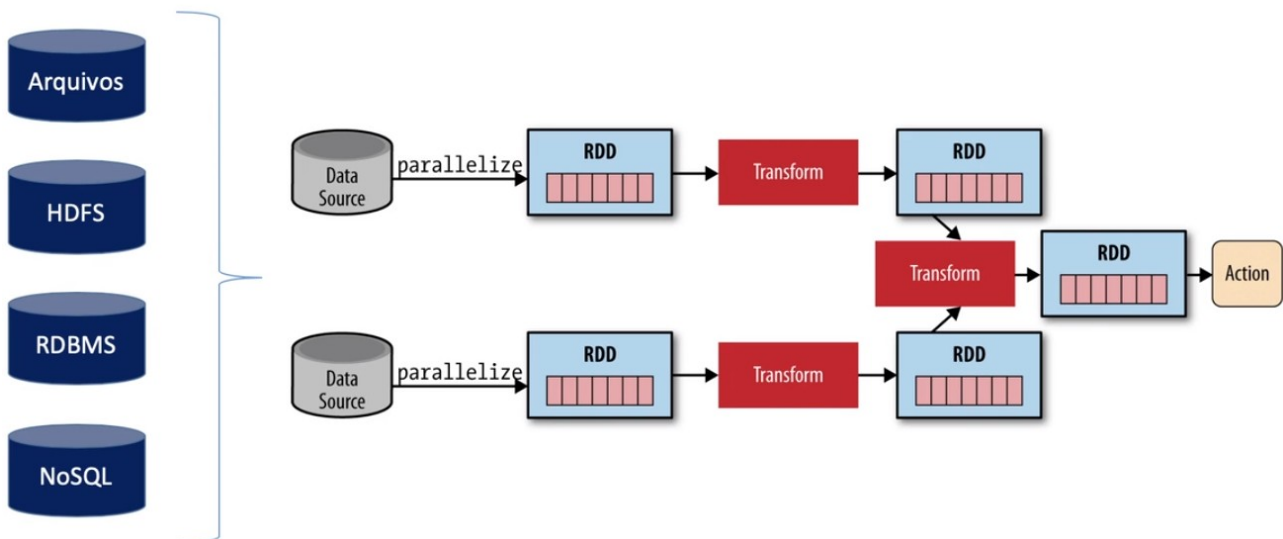 Arquivos
HDFS
RDBMS
NoSQL
Data
Source
parallelize
RDD
Transform
RDD
Transform
RDD
Action
Data
Source
parallelize
RDD
Transform
RDD